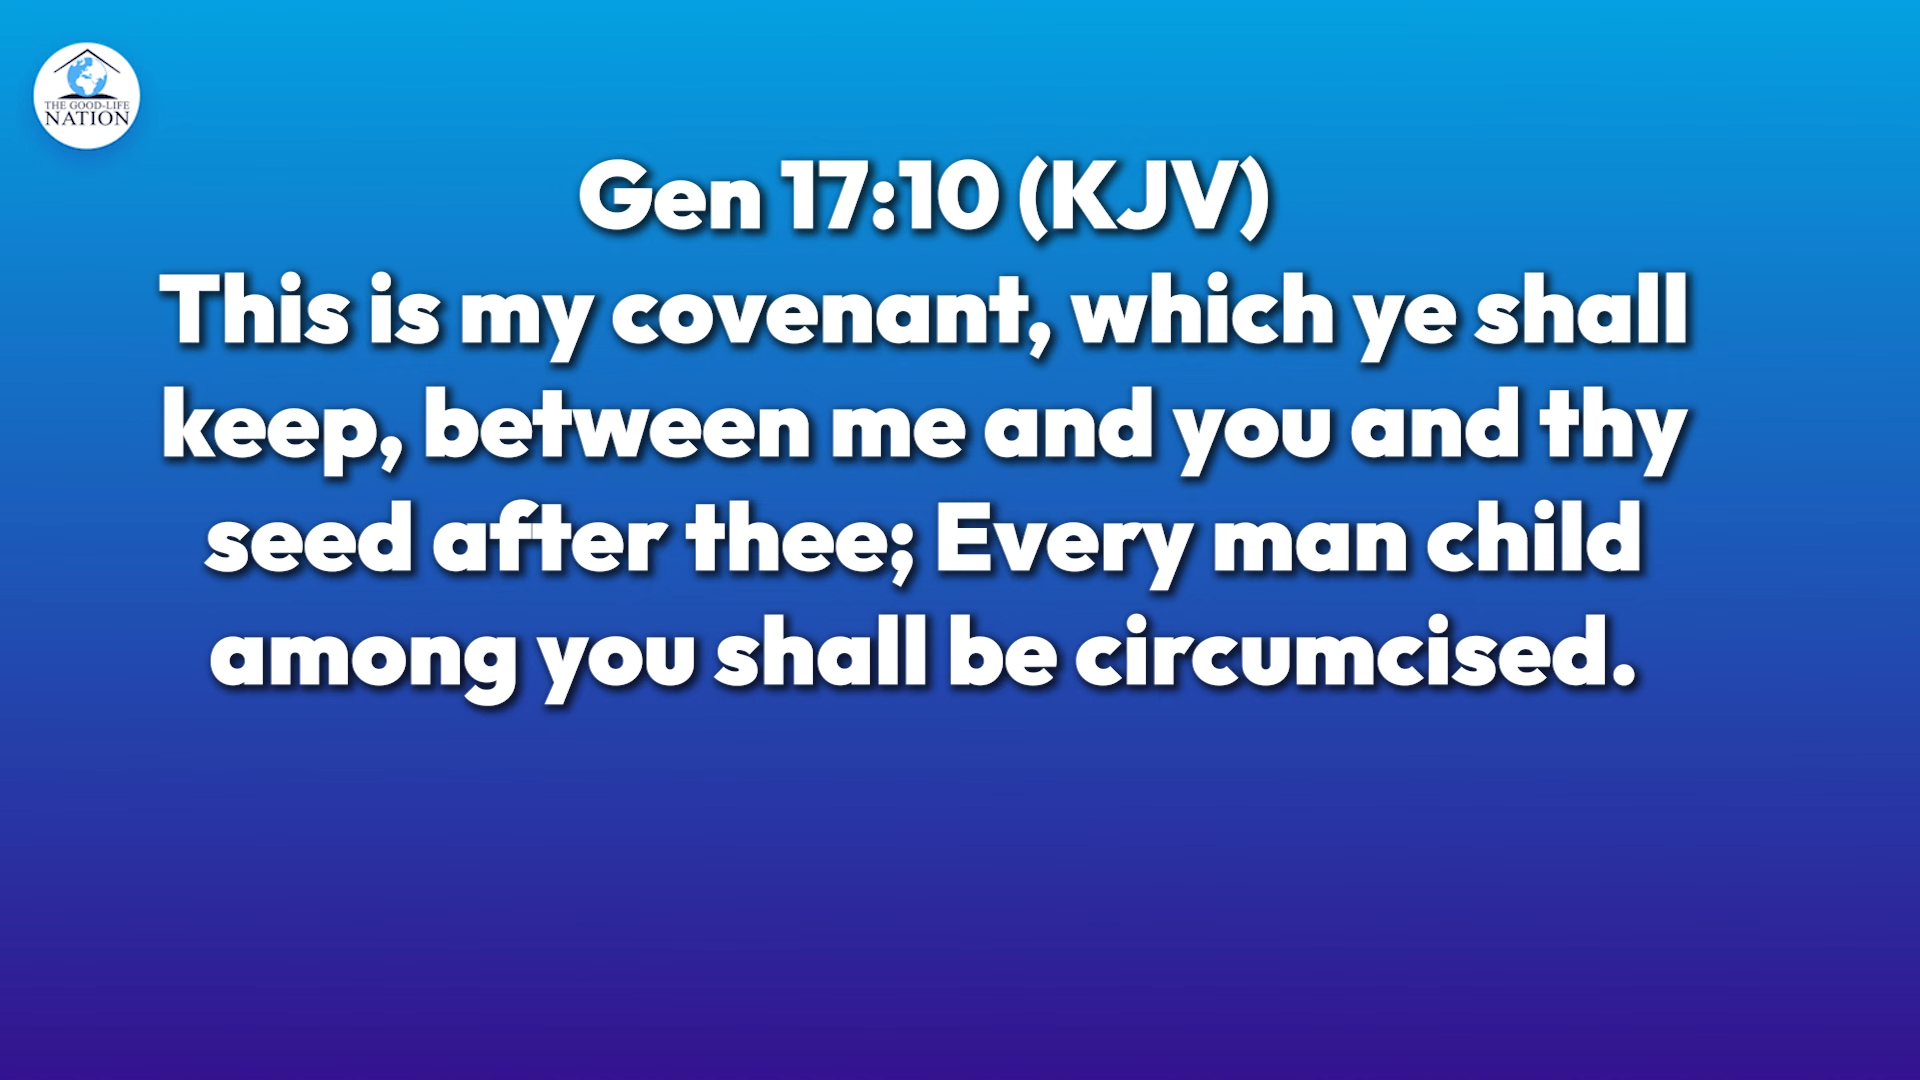 THE GOOD-LIFE
NATION
Gen 17:10 (KJV)
This is my covenant, which ye shall
keep, between me and you and thy
seed after thee; Every man child
among you shall be circumcised.